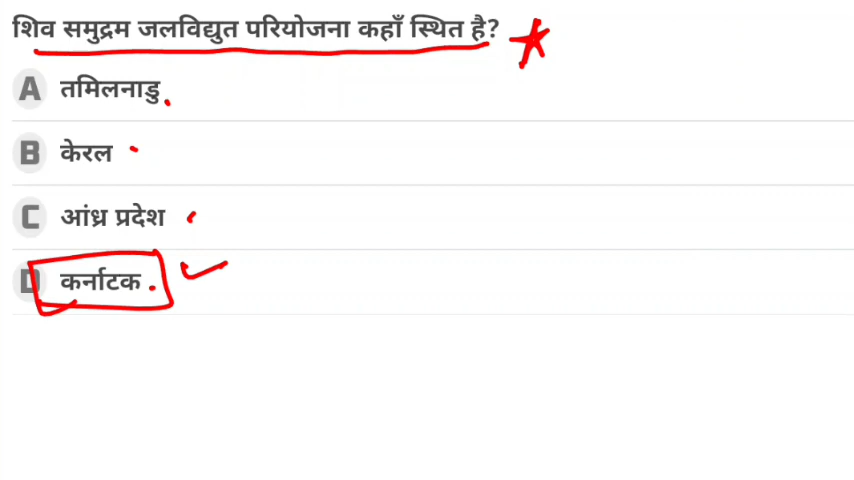 शिव समुद्रम जलविद्युत परियोजना कहाँ स्थित है?
A तमिलनाडु
B केरल
C आंध्र प्रदेश
D कर्नाटक